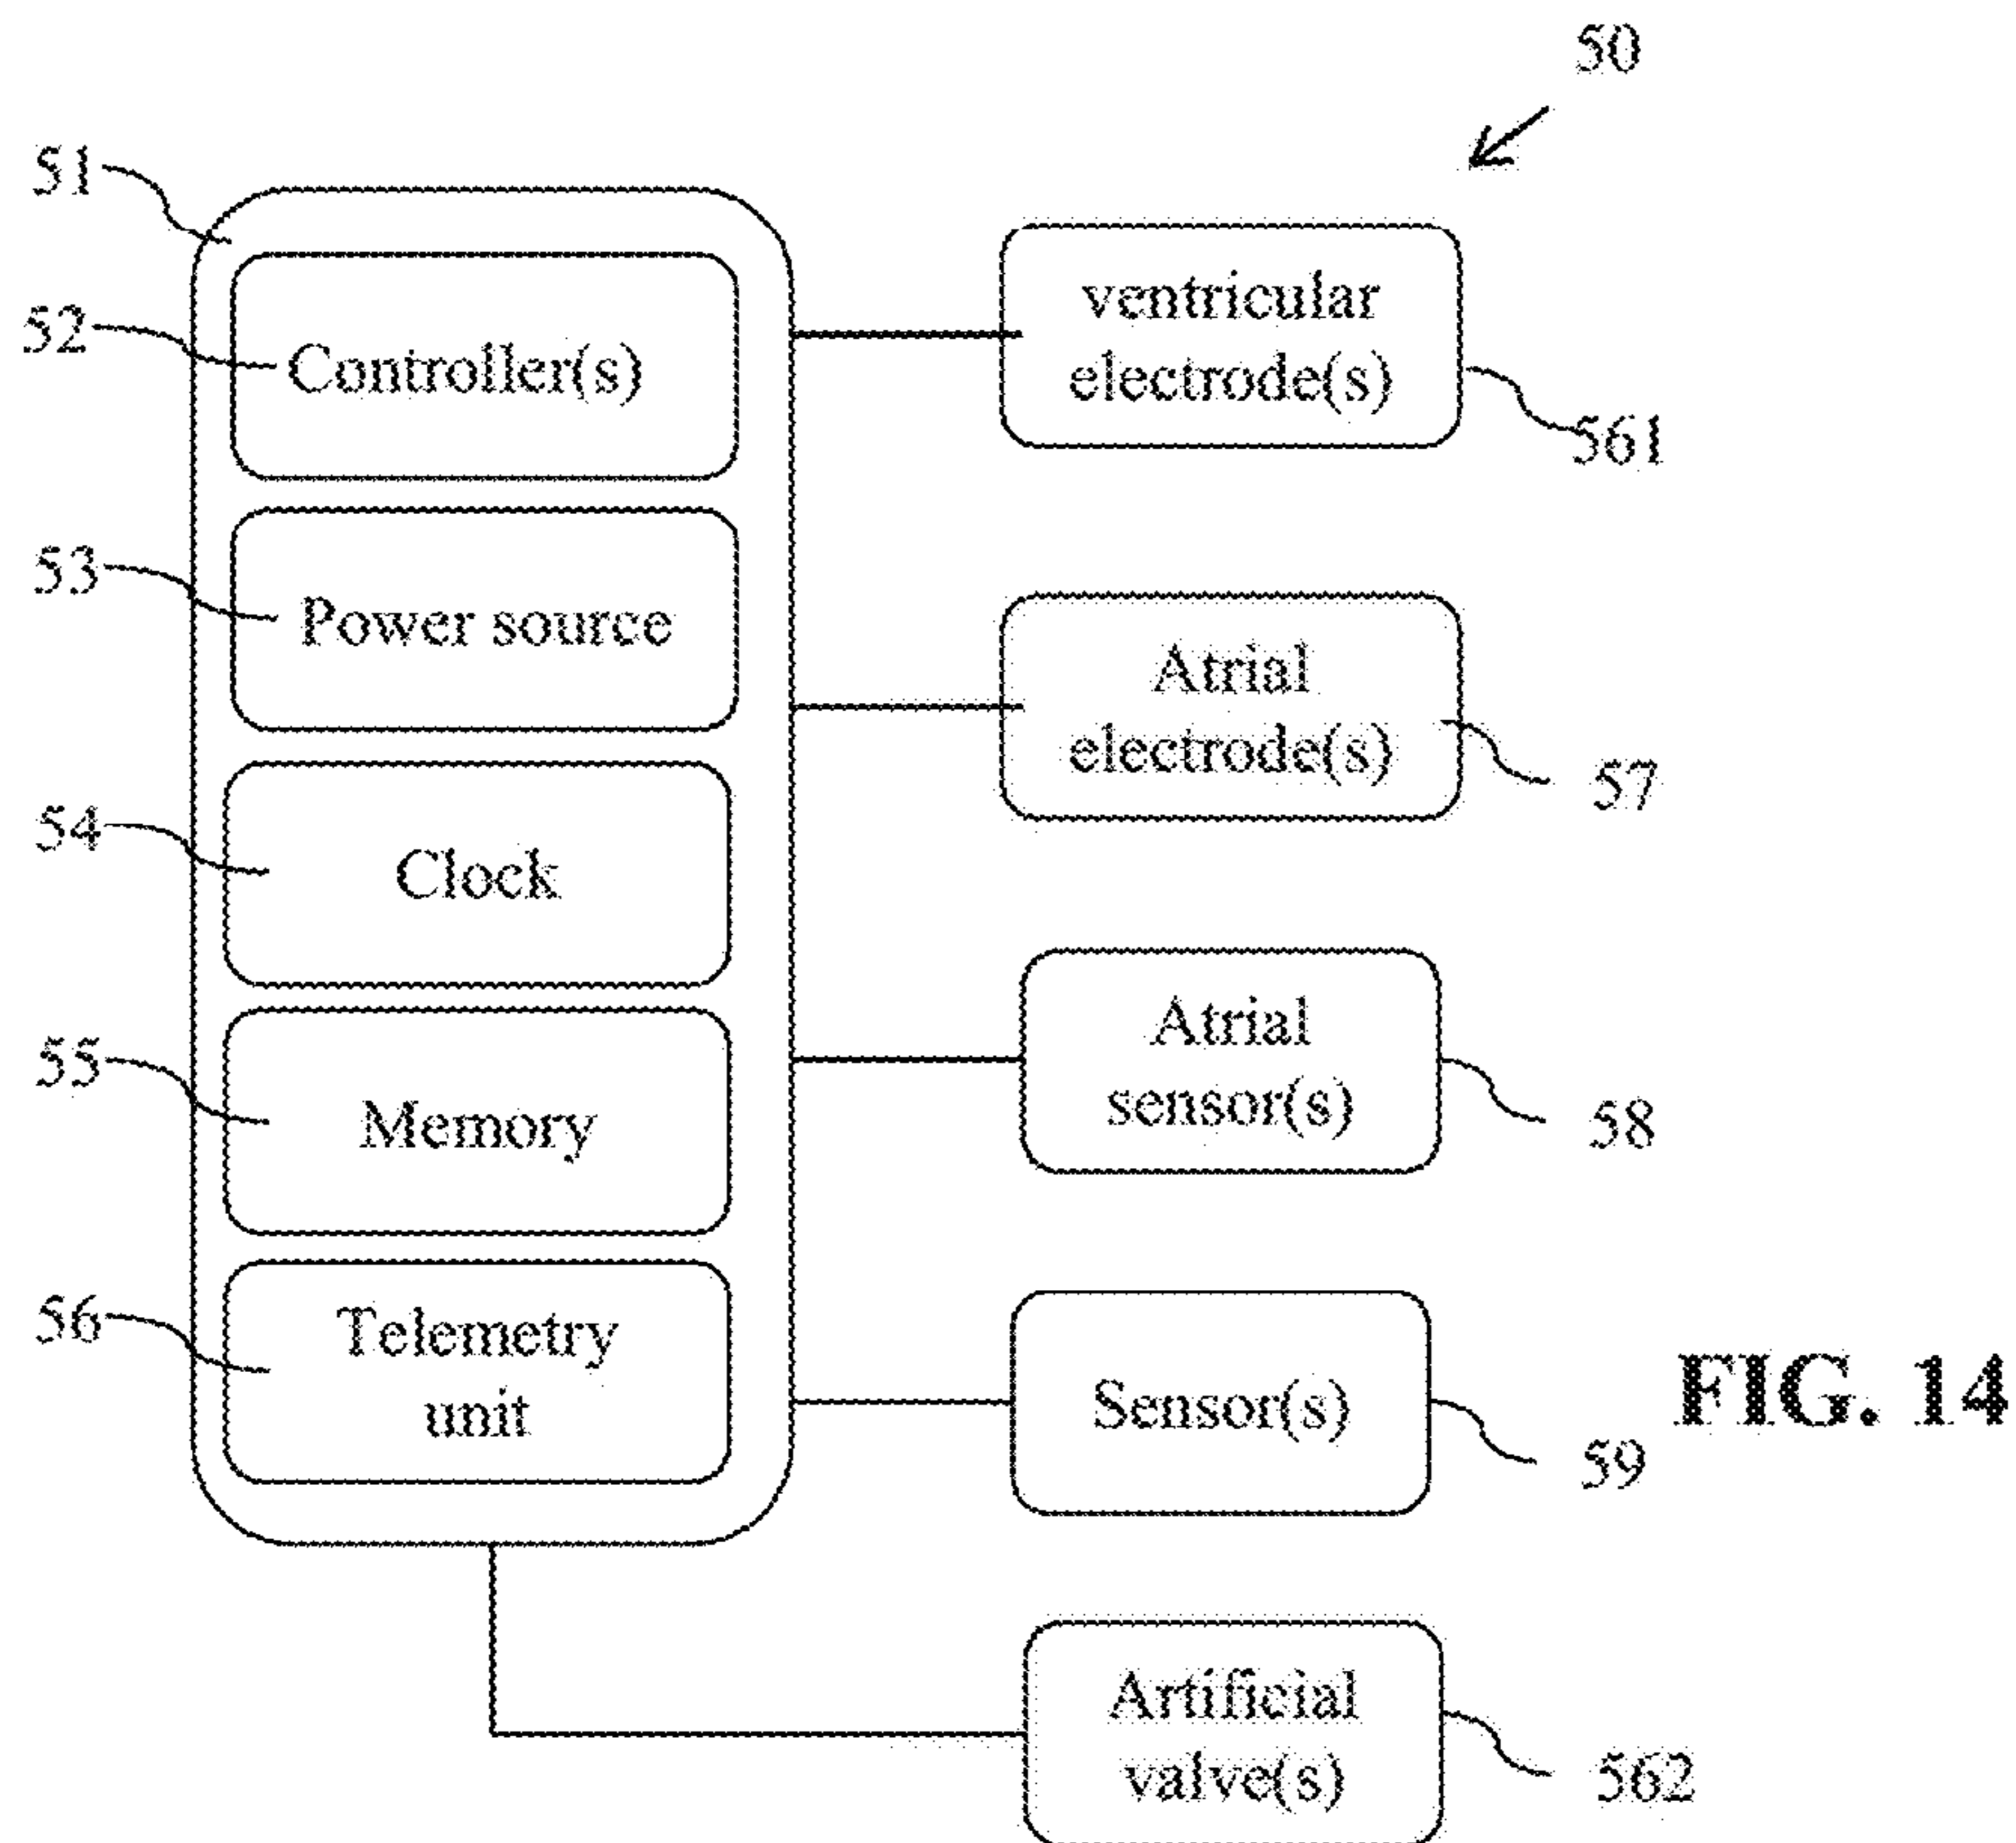 50
51
52
Controller(s)
53
Power source
54
Clock
55
Memory
56
Telemetry
unit
ventricular
electrode(s)
561
Atrial
electrode(s)
57
Atrial
sensor(s)
58
Sensor(s)
59
Artificial
valve(s)
562
FIG. 14